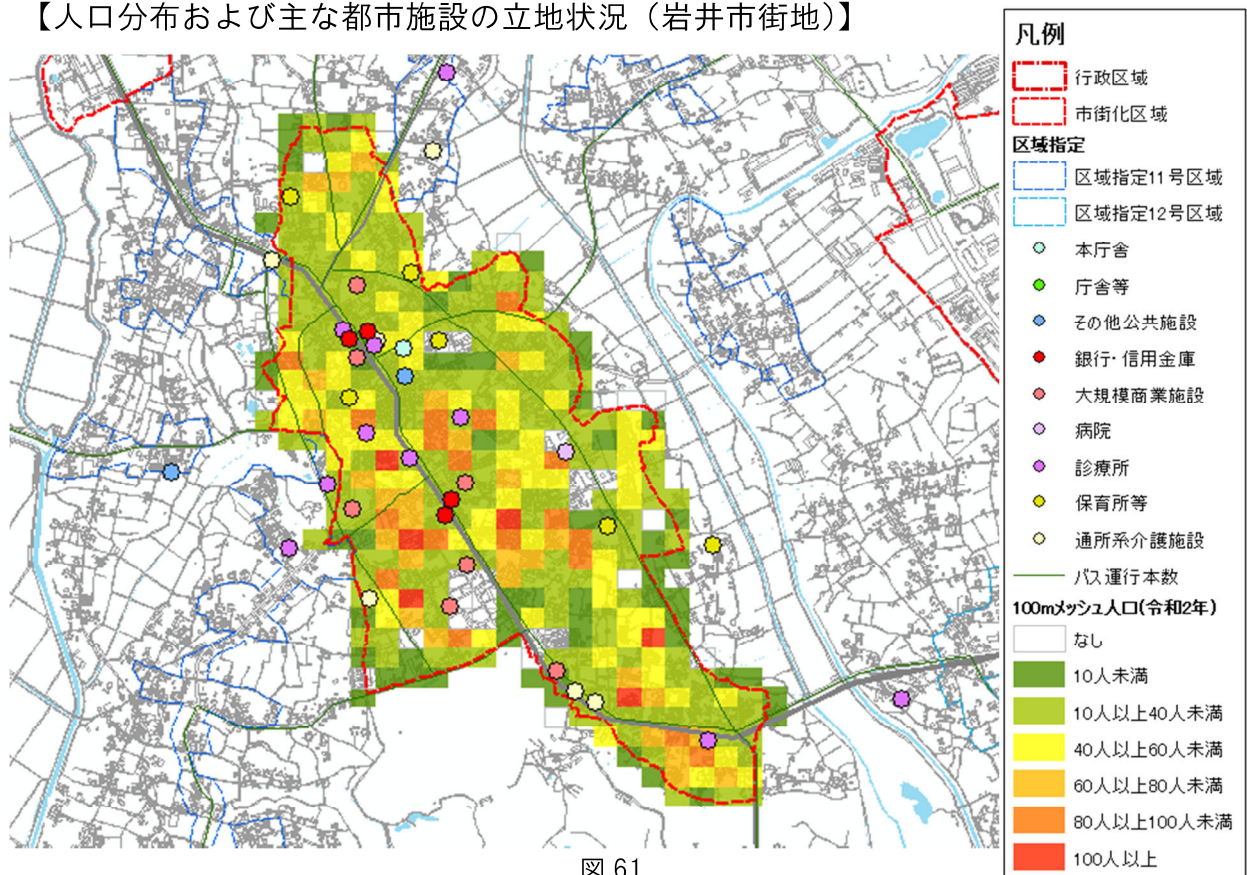 【人口分布および主な都市施設の立地状況（岩井市街地）】
凡例
行政区域
市街化区域
区域指定
区域指定11号区域
区域指定12号区域
本庁舎
庁舎等
その他公共施設
銀行・信用金庫
大規模商業施設
病院
診療所
保育所等
通所系介護施設
バス運行本数
100mメッシュ人口(令和2年)
なし
10人未満
10人以上40人未満
40人以上60人未満
60人以上80人未満
80人以上100人未満
100人以上
図 61